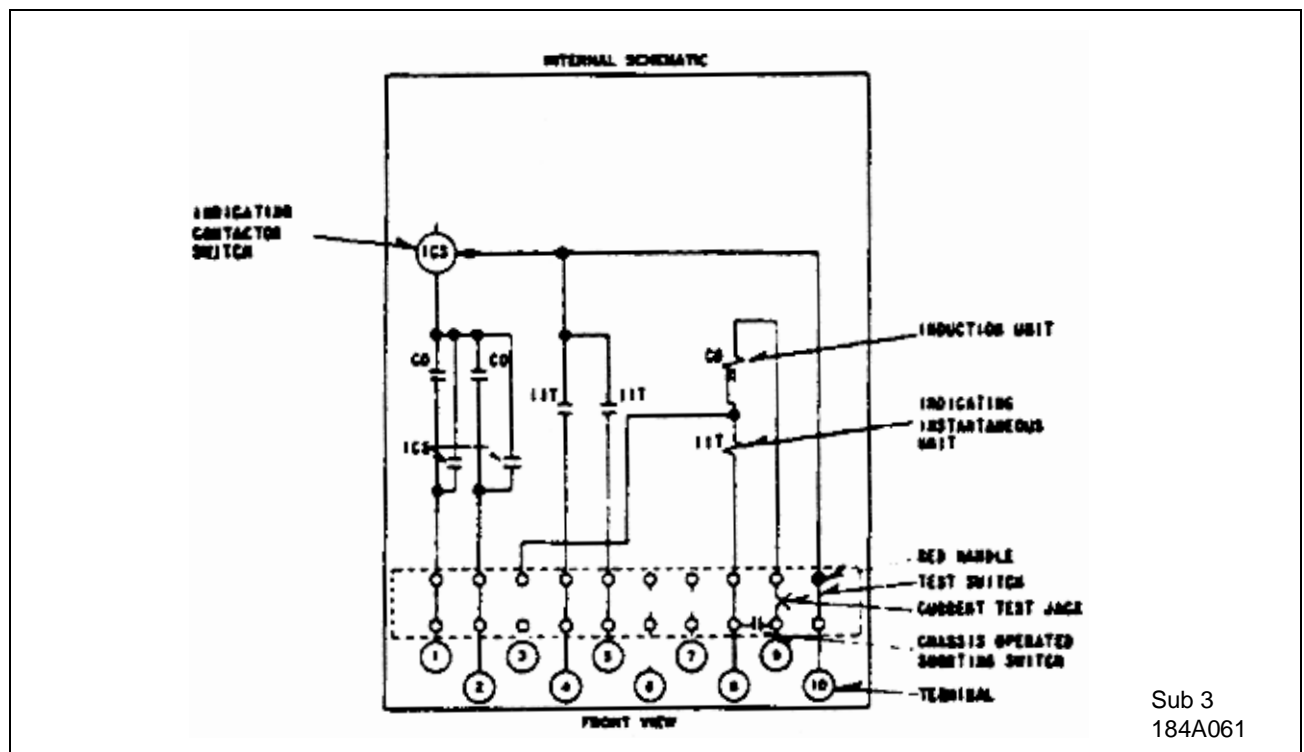 INTERNAL SCHEMATIC
INDICATING
CONTACTOR
SWITCH
ICS
CO
CO
IIT
IIT
ICS
CO
IIT
INDUCTION UNIT
INDICATING
INSTANTANEOUS
UNIT
RED HANDLE
TEST SWITCH
CURRENT TEST JACK
CHASSIS OPERATED
SHORTING SWITCH
TERMINAL
1
2
3
4
5
6
7
8
9
10
FRONT VIEW
Sub 3
184A061